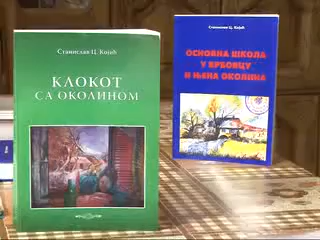 Станислав Ц. Којић
КЛОКОТ
СА ОКОЛИНОМ
Станислав Ц. Којић
ОСНОВНА ШКОЛА
У ВРБОВЦУ
И ЊЕНА ОКОЛИНА